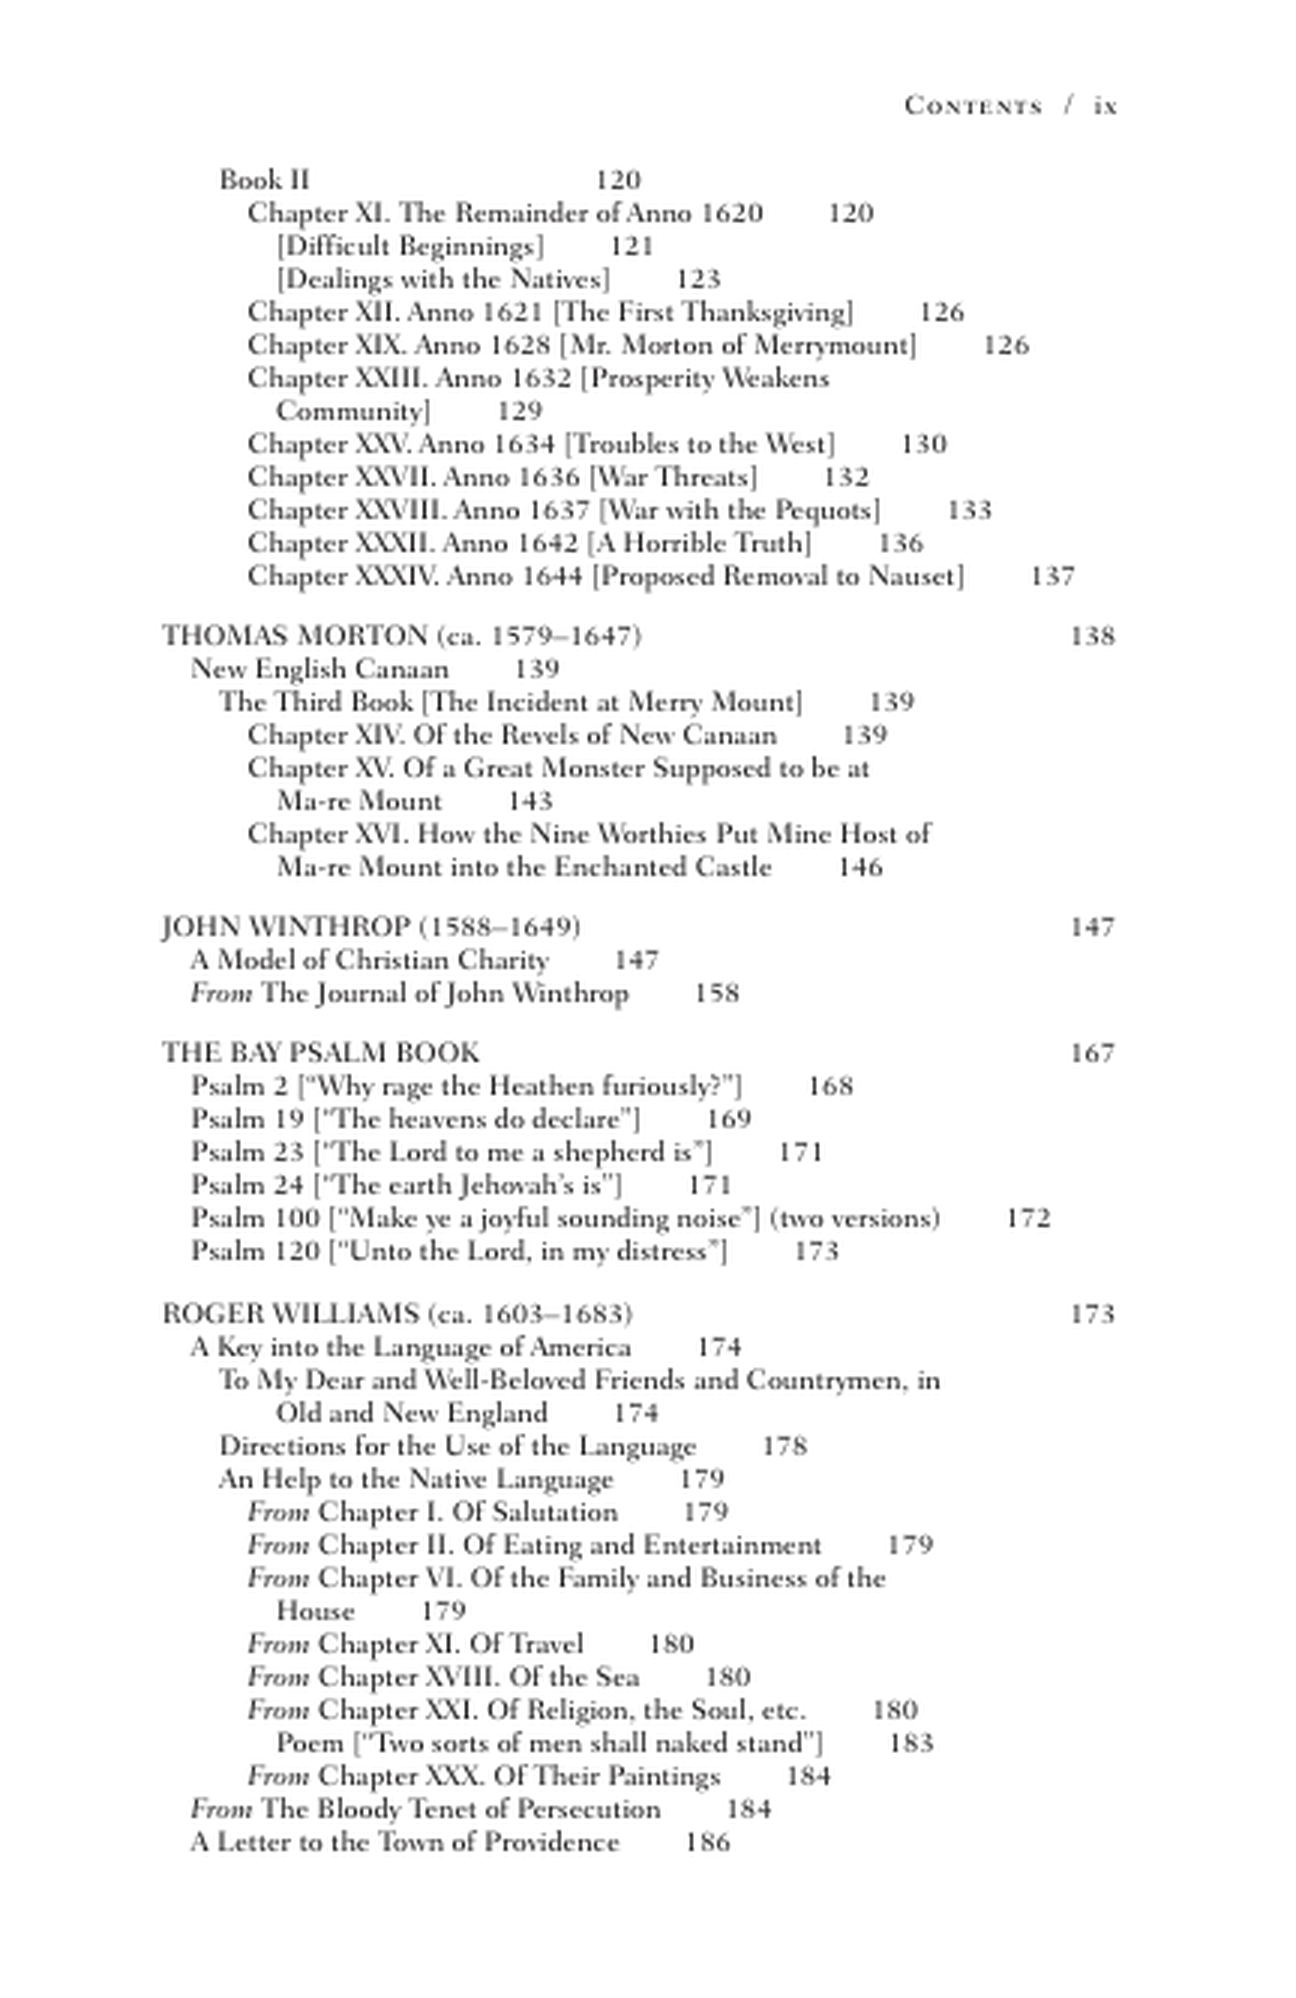 Contents / ix
Book II 120
Chapter XI. The Remainder of Anno 1620 120
[Difficult Beginnings] 121
[Dealings with the Natives] 123
Chapter XII. Anno 1621 [The First Thanksgiving] 126
Chapter XIX. Anno 1628 [Mr. Morton of Merrymount] 126
Chapter XXIII. Anno 1632 [Prosperity Weakens
Community] 129
Chapter XXV. Anno 1634 [Troubles to the West] 130
Chapter XXVII. Anno 1636 [War Threats] 132
Chapter XXVIII. Anno 1637 [War with the Pequots] 133
Chapter XXXII. Anno 1642 [A Horrible Truth] 136
Chapter XXXIV. Anno 1644 [Proposed Removal to Nauset] 137
THOMAS MORTON (ca. 1579–1647) 138
New English Canaan 139
The Third Book [The Incident at Merry Mount] 139
Chapter XIV. Of the Revels of New Canaan 139
Chapter XV. Of a Great Monster Supposed to be at
Ma-re Mount 143
Chapter XVI. How the Nine Worthies Put Mine Host of
Ma-re Mount into the Enchanted Castle 146
JOHN WINTHROP (1588–1649) 147
A Model of Christian Charity 147
From The Journal of John Winthrop 158
THE BAY PSALM BOOK 167
Psalm 2 ["Why rage the Heathen furiously?"] 168
Psalm 19 ["The heavens do declare"] 169
Psalm 23 ["The Lord to me a shepherd is"] 171
Psalm 24 ["The earth Jehovah's is"] 171
Psalm 100 ["Make ye a joyful sounding noise"] (two versions) 172
Psalm 120 ["Unto the Lord, in my distress"] 173
ROGER WILLIAMS (ca. 1603–1683) 173
A Key into the Language of America 174
To My Dear and Well-Beloved Friends and Countrymen, in
Old and New England 174
Directions for the Use of the Language 178
An Help to the Native Language 179
From Chapter I. Of Salutation 179
From Chapter II. Of Eating and Entertainment 179
From Chapter VI. Of the Family and Business of the
House 179
From Chapter XI. Of Travel 180
From Chapter XVIII. Of the Sea 180
From Chapter XXI. Of Religion, the Soul, etc. 180
Poem ["Two sorts of men shall naked stand"] 183
From Chapter XXX. Of Their Paintings 184
From The Bloody Tenet of Persecution 184
A Letter to the Town of Providence 186